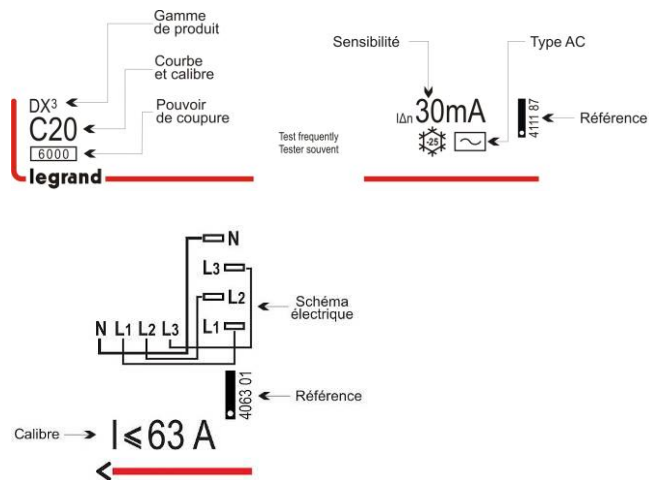 Gamme
de produit
Courbe
et calibre
Pouvoir
de coupure
DX³
C20
6000
legrand
Test frequently
Tester souvent
Sensibilité
Type AC
IΔn 30mA
-25
4111 87
Référence
N
L3
L2
L1
N L1 L2 L3
Schéma
électrique
4063 01
Référence
Calibre
I ⩽ 63 A